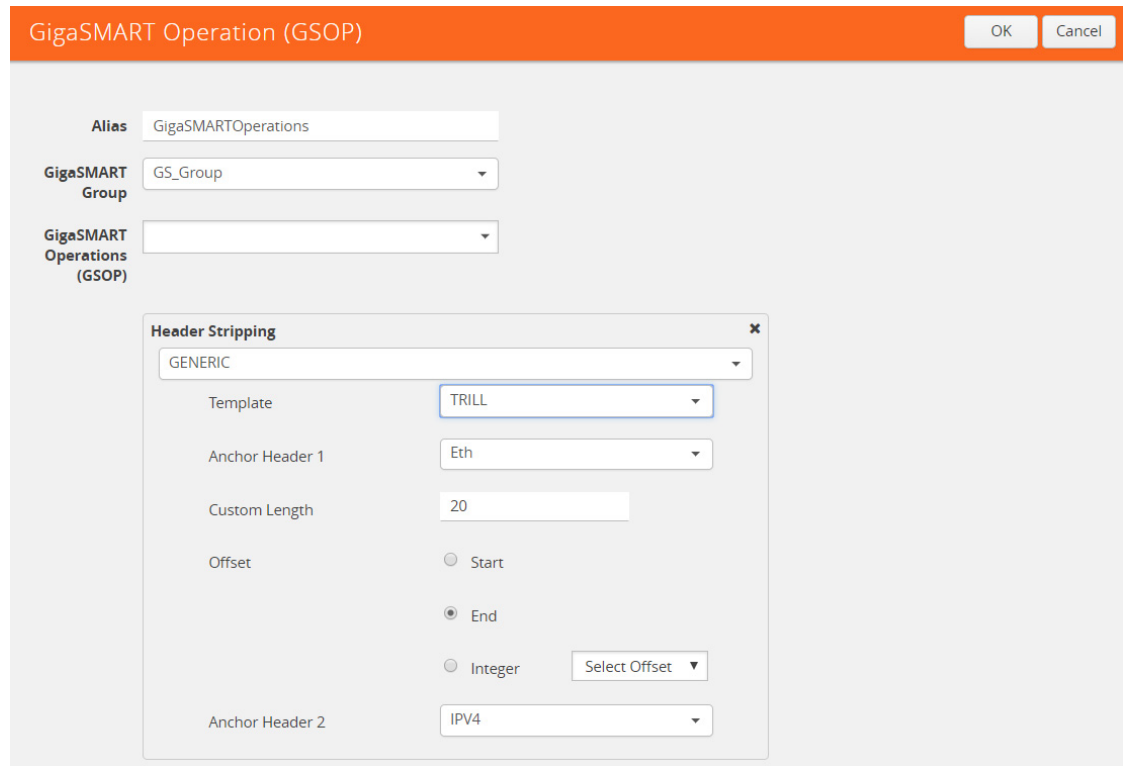 GigaSMART Operation (GSOP)
OK
Cancel
Alias
GigaSMARTOperations
GigaSMART
Group
GS_Group
GigaSMART
Operations
(GSOP)
Header Stripping
GENERIC
Template
TRILL
Anchor Header 1
Eth
Custom Length
20
Offset
Start
End
Integer
Select Offset
Anchor Header 2
IPV4